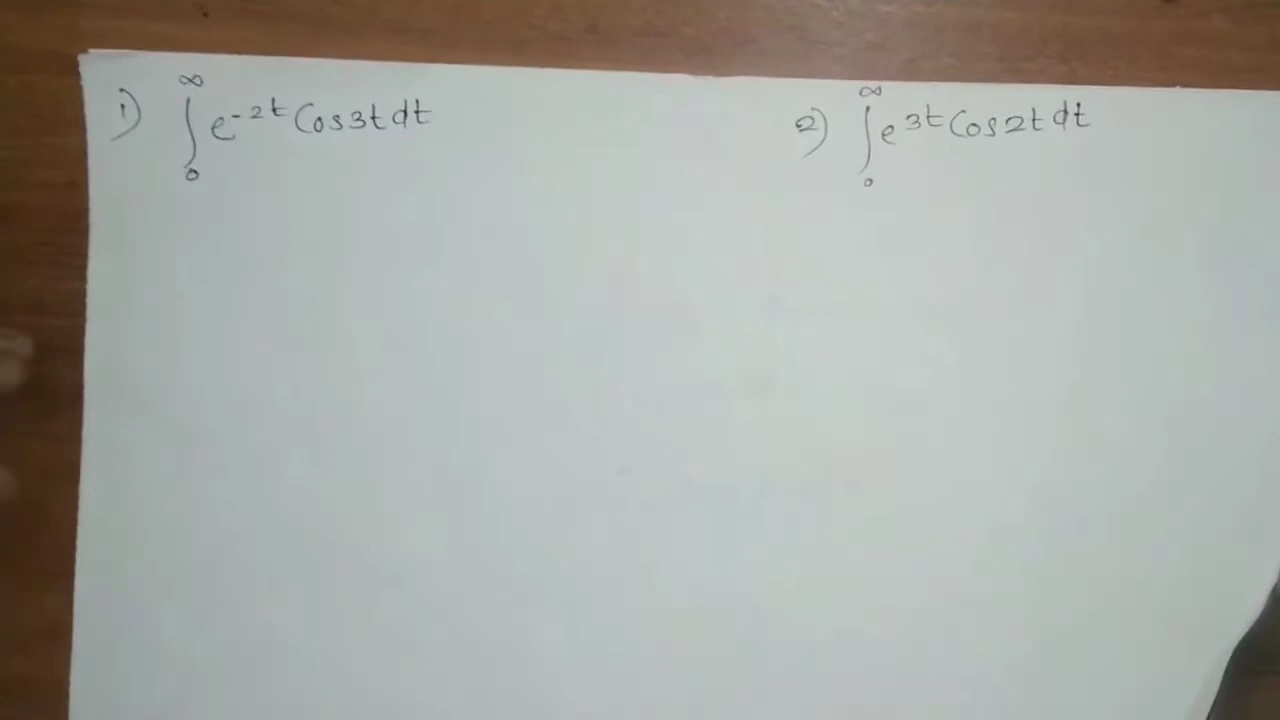 1) ∫₀^∞ e^{-2t} Cos3t dt
2) ∫₀^∞ e^{3t} Cos2t dt